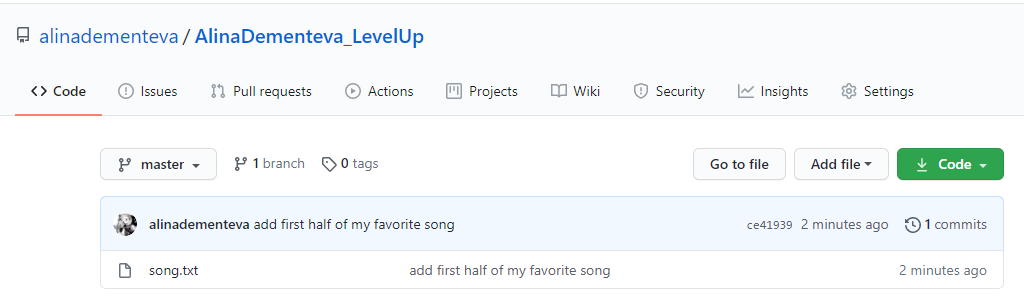 alinadementeva / AlinaDementeva_LevelUp
Code Issues Pull requests Actions Projects Wiki Security Insights Settings
master 1 branch 0 tags Go to file Add file Code
alinadementeva add first half of my favorite song ce41939 2 minutes ago 1 commits
song.txt add first half of my favorite song 2 minutes ago